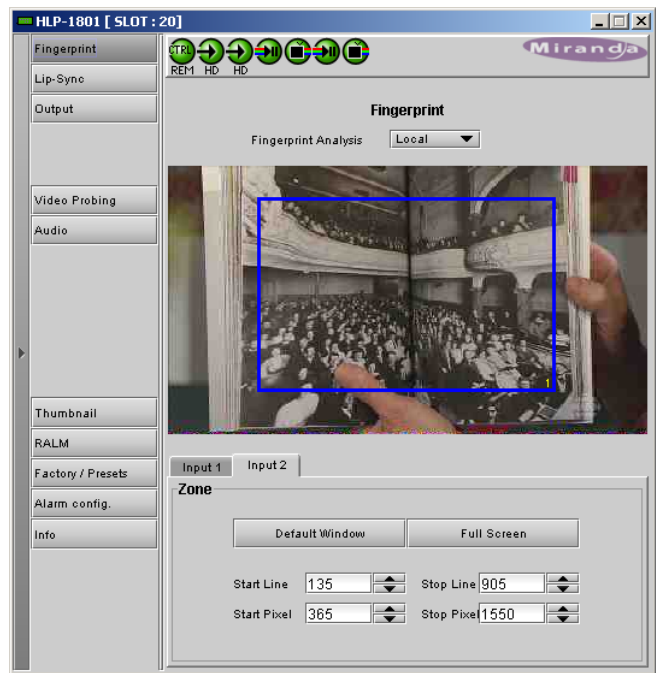 HLP-1801 [ SLOT : 20]
Fingerprint
Lip-Sync
Output
Video Probing
Audio
Thumbnail
RALM
Factory / Presets
Alarm config.
Info
CTRL
REM HD HD
Miranda
Fingerprint
Fingerprint Analysis Local
1
Input 1 Input 2
Zone
Default Window Full Screen
Start Line 135 Stop Line 905
Start Pixel 365 Stop Pixel 1550